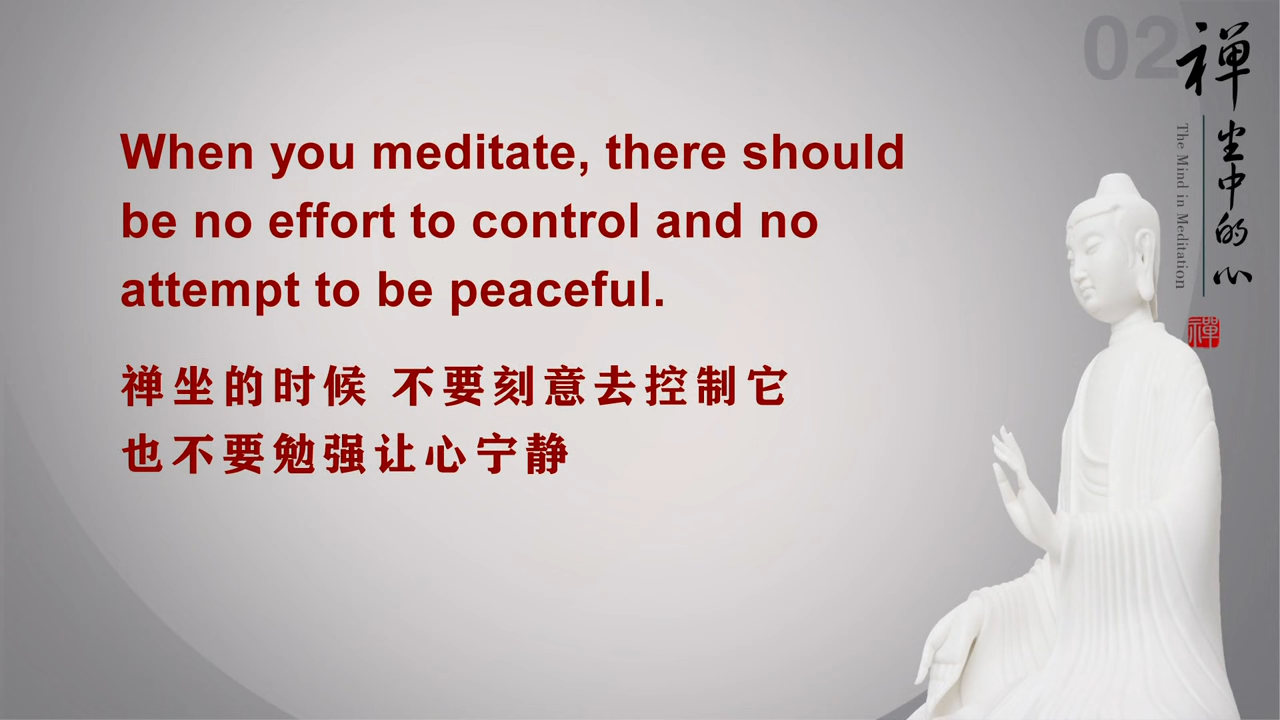 When you meditate, there should
be no effort to control and no
attempt to be peaceful.
禅坐的时候 不要刻意去控制它
也不要勉强让心宁静
02
禅坐中的心
The Mind in Meditation
禪